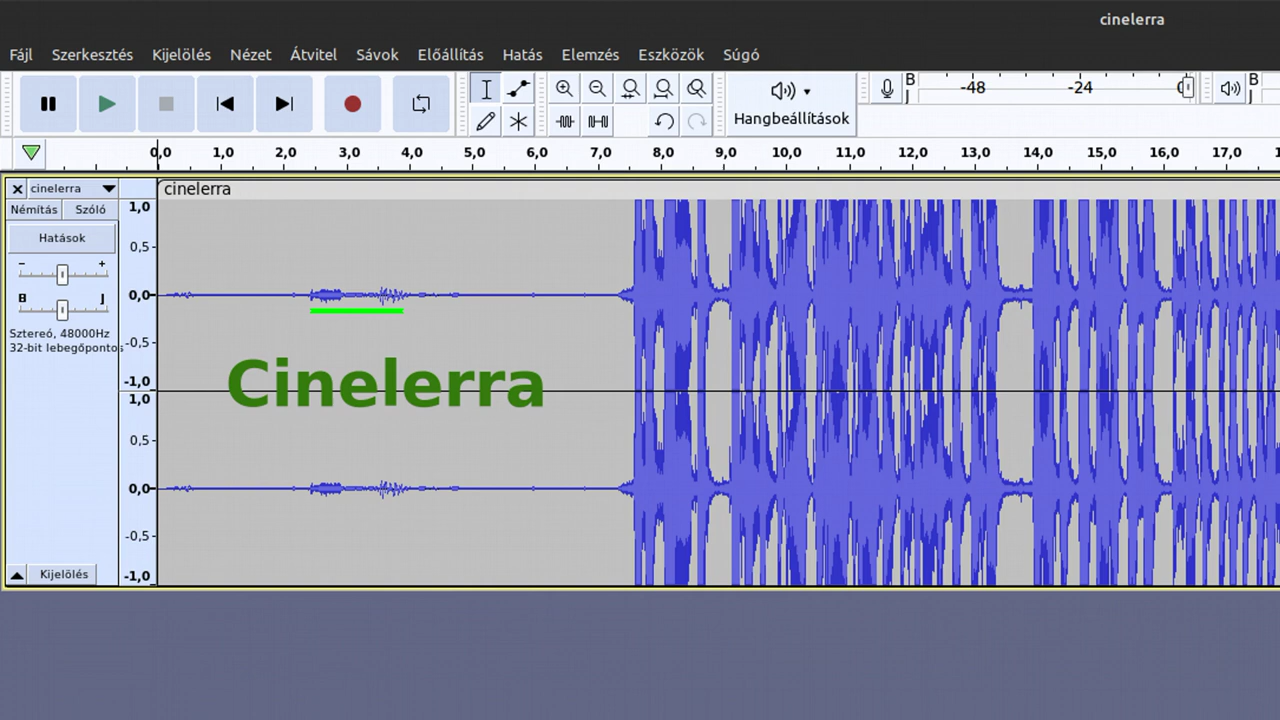 cinelerra
Fájl Szerkesztés Kijelölés Nézet Átvitel Sávok Előállítás Hatás Elemzés Eszközök Súgó
B
J
-48 -24 0
B
J
Hangbeállítások
0,0 1,0 2,0 3,0 4,0 5,0 6,0 7,0 8,0 9,0 10,0 11,0 12,0 13,0 14,0 15,0 16,0 17,0
cinelerra
cinelerra
Némítás Szóló
Hatások
- +
B J
Sztereó, 48000Hz
32-bit lebegőpontos
1,0
0,5-
0,0-
-0,5-
-1,0
1,0
0,5-
0,0-
-0,5-
-1,0
Cinelerra
Kijelölés